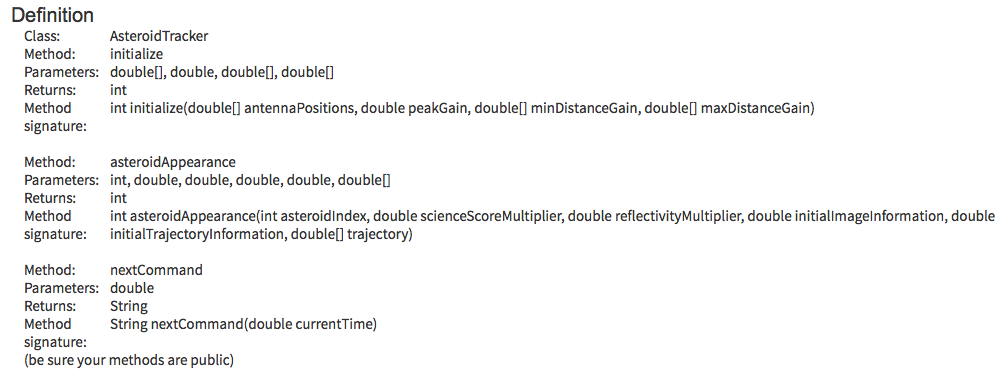 Definition
Class: AsteroidTracker
Method: initialize
Parameters: double[], double, double[], double[]
Returns: int
Method int initialize(double[] antennaPositions, double peakGain, double[] minDistanceGain, double[] maxDistanceGain)
signature:
Method: asteroidAppearance
Parameters: int, double, double, double, double, double[]
Returns: int
Method int asteroidAppearance(int asteroidIndex, double scienceScoreMultiplier, double reflectivityMultiplier, double initialImageInformation, double
signature: initialTrajectoryInformation, double[] trajectory)
Method: nextCommand
Parameters: double
Returns: String
Method String nextCommand(double currentTime)
signature:
(be sure your methods are public)